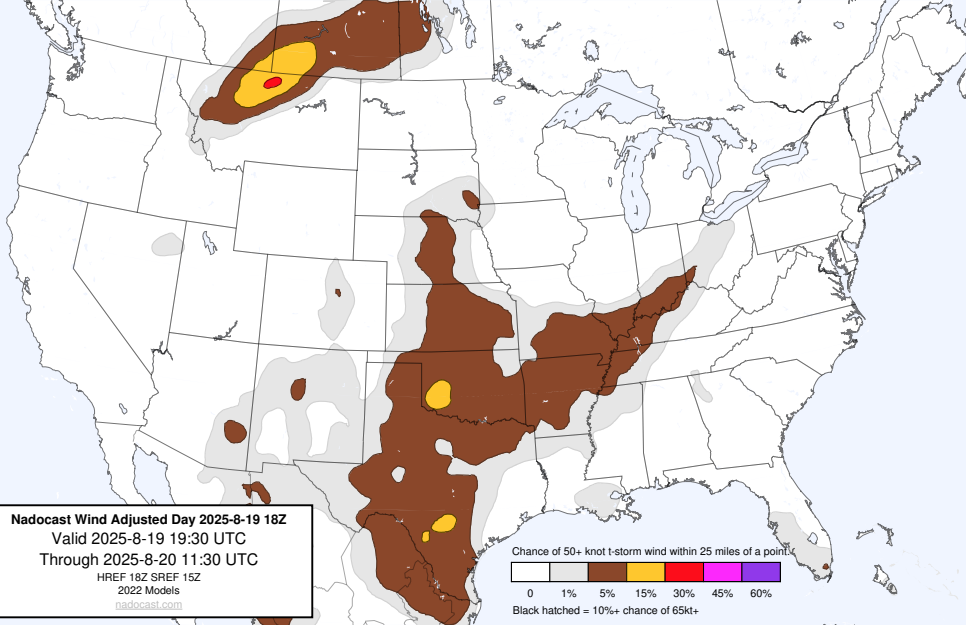 Nadocast Wind Adjusted Day 2025-8-19 18Z
Valid 2025-8-19 19:30 UTC
Through 2025-8-20 11:30 UTC
HREF 18Z SREF 15Z
2022 Models
nadocast.com
Chance of 50+ knot t-storm wind within 25 miles of a point.
0 1% 5% 15% 30% 45% 60%
Black hatched = 10%+ chance of 65kt+